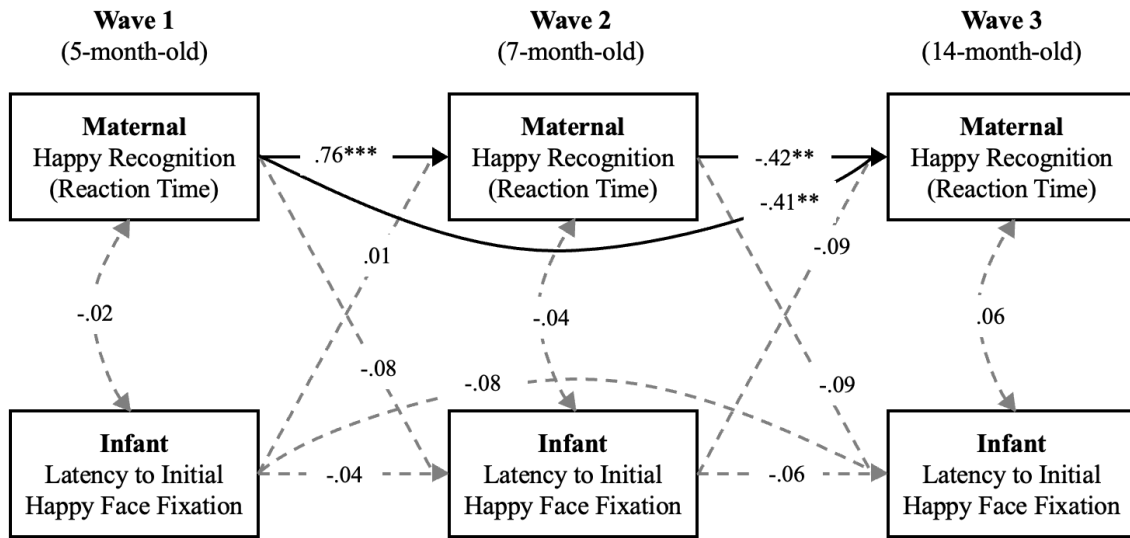 Wave 1
(5-month-old)
Wave 2
(7-month-old)
Wave 3
(14-month-old)
Maternal
Happy Recognition
(Reaction Time)
.76***
Maternal
Happy Recognition
(Reaction Time)
-.42**
-.41**
Maternal
Happy Recognition
(Reaction Time)
.01
-.09
-.02
-.04
.06
-.08
-.08
-.09
Infant
Latency to Initial
Happy Face Fixation
-.04
Infant
Latency to Initial
Happy Face Fixation
-.06
Infant
Latency to Initial
Happy Face Fixation